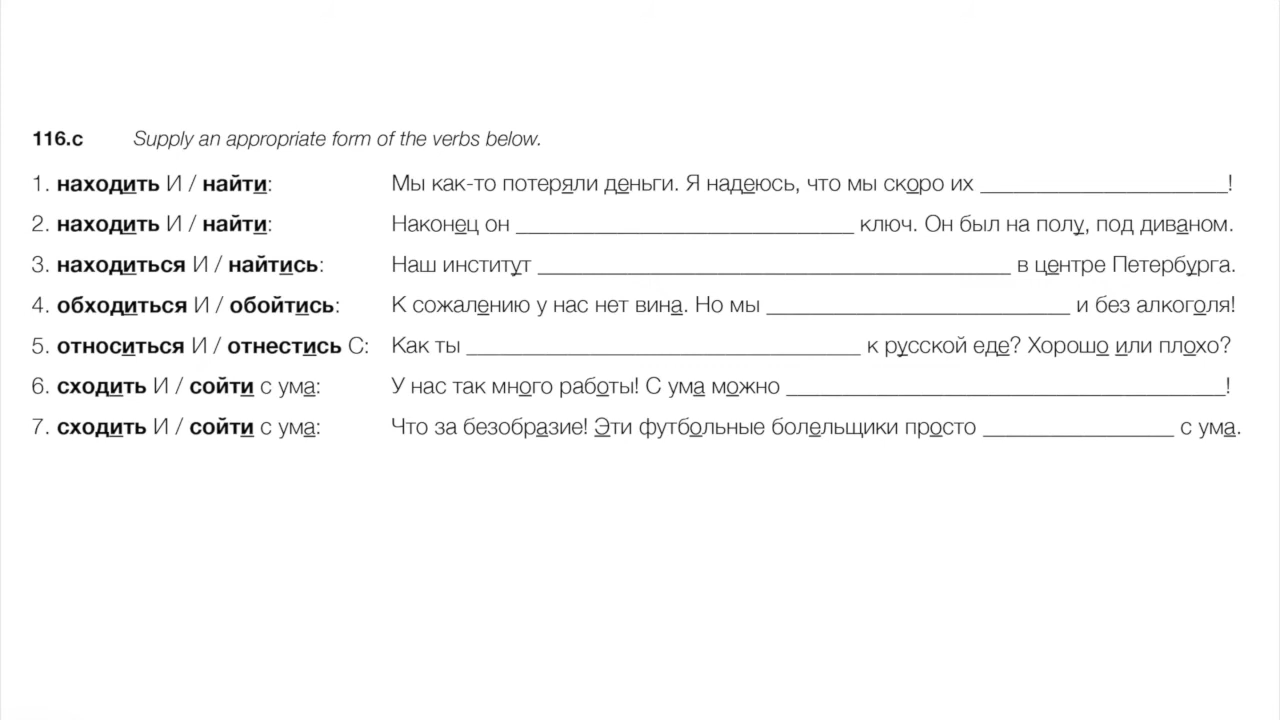 116.c Supply an appropriate form of the verbs below.
1. находить И / найти: Мы как-то потеряли деньги. Я надеюсь, что мы скоро их ______________________!
2. находить И / найти: Наконец он ______________________________ ключ. Он был на полу, под диваном.
3. находиться И / найтись: Наш институт __________________________________________ в центре Петербурга.
4. обходиться И / обойтись: К сожалению у нас нет вина. Но мы ___________________________ и без алкоголя!
5. относиться И / отнестись С: Как ты ___________________________________ к русской еде? Хорошо или плохо?
6. сходить И / сойти с ума: У нас так много работы! С ума можно _______________________________________!
7. сходить И / сойти с ума: Что за безобразие! Эти футбольные болельщики просто _________________ с ума.